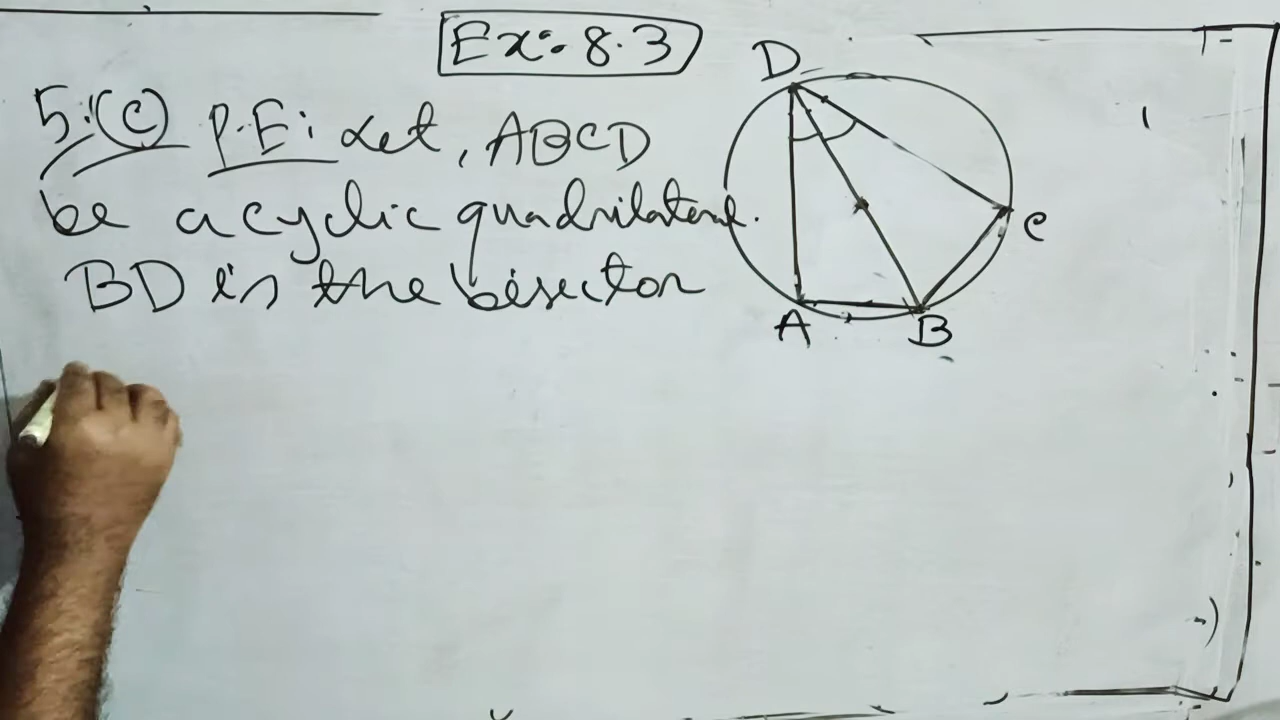 Ex:- 8.3
5.(C) P.E: Let, ABCD
be a cyclic quadrilateral.
BD is the bisector
D
C
A
B